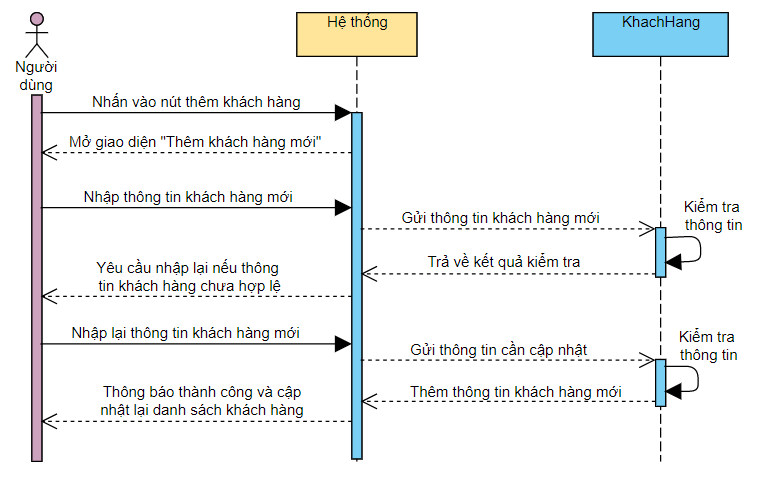 Hệ thống
KhachHang
Người
dùng
Nhấn vào nút thêm khách hàng
Mở giao diện "Thêm khách hàng mới"
Nhập thông tin khách hàng mới
Gửi thông tin khách hàng mới
Kiểm tra
thông tin
Trả về kết quả kiểm tra
Yêu cầu nhập lại nếu thông
tin khách hàng chưa hợp lệ
Nhập lại thông tin khách hàng mới
Gửi thông tin cần cập nhật
Kiểm tra
thông tin
Thêm thông tin khách hàng mới
Thông báo thành công và cập
nhật lại danh sách khách hàng